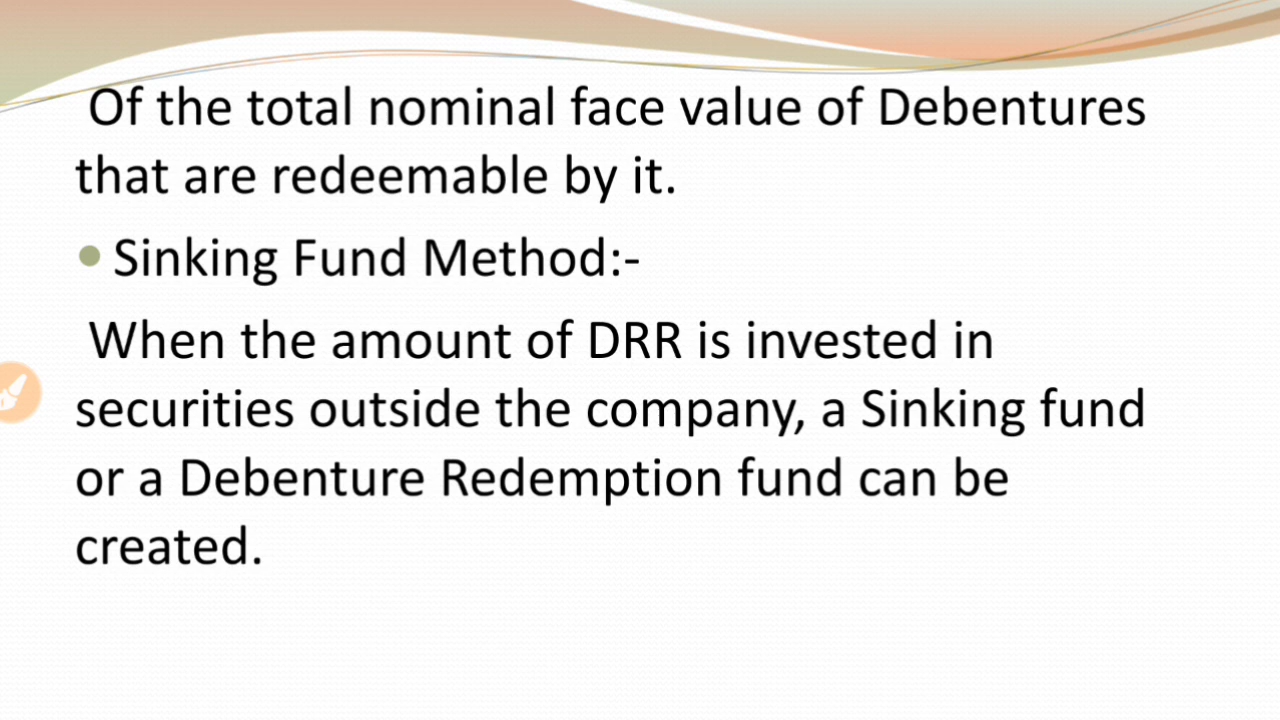 Of the total nominal face value of Debentures
that are redeemable by it.
Sinking Fund Method:-
When the amount of DRR is invested in
securities outside the company, a Sinking fund
or a Debenture Redemption fund can be
created.